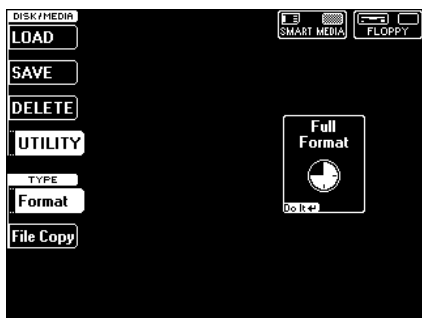 DISK/MEDIA
LOAD
SAVE
DELETE
UTILITY
TYPE
Format
File Copy
SMART MEDIA
FLOPPY
Full
Format
Do It↵